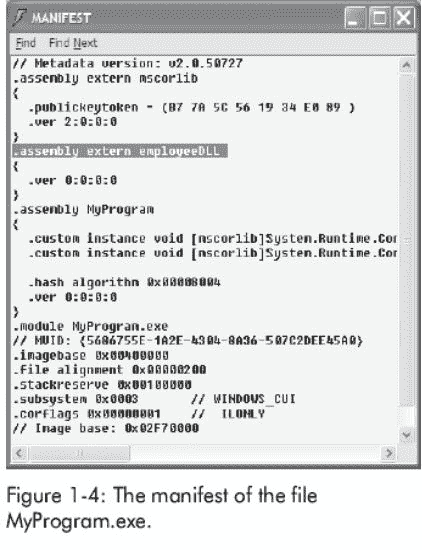 MANIFEST
Find Find Next
// Metadata version: v2.0.50727
.assembly extern mscorlib
{
.publickeytoken = (B7 7A 5C 56 19 34 E0 89 )
.ver 2:0:0:0
}
.assembly extern employeeDLL
{
.ver 0:0:0:0
}
.assembly MyProgram
{
.custom instance void [mscorlib]System.Runtime.Com
.custom instance void [mscorlib]System.Runtime.Com
.hash algorithm 0x00008004
.ver 0:0:0:0
}
.module MyProgram.exe
// MVID: {5686755E-1A2E-4304-8A36-507C2DEE45A0}
.imagebase 0x00400000
.file alignment 0x00000200
.stackreserve 0x00100000
.subsystem 0x0003 // WINDOWS_CUI
.corflags 0x00000001 // ILONLY
// Image base: 0x02F70000
Figure 1-4: The manifest of the file
MyProgram.exe.